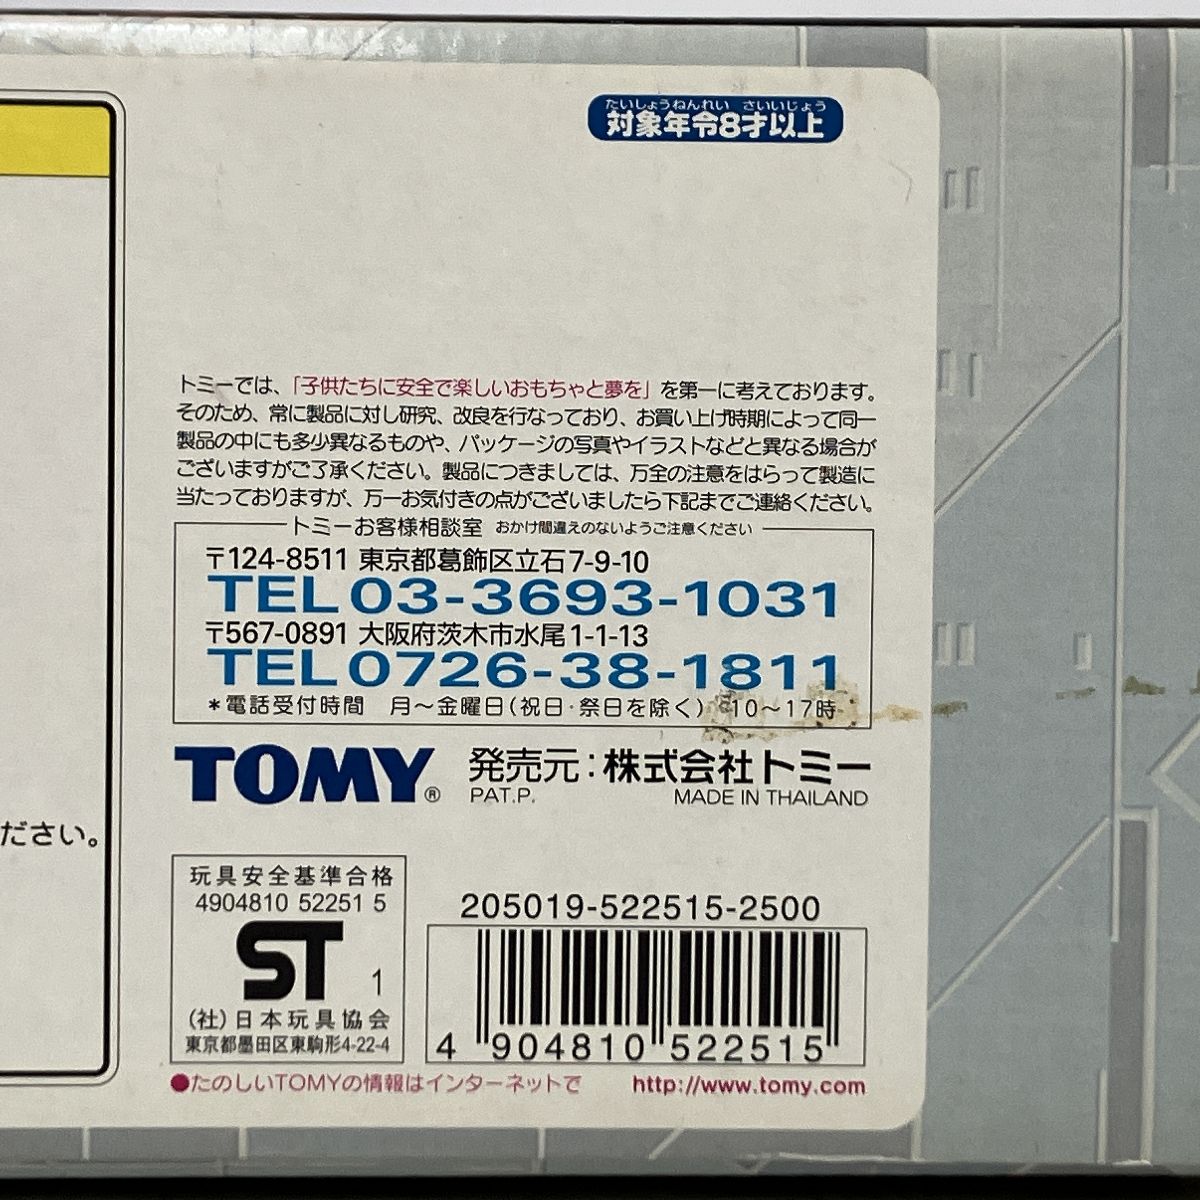 たいしょうねんれい さいいじょう
対象年令8才以上
トミーでは、「子供たちに安全で楽しいおもちゃと夢を」を第一に考えております。
そのため、常に製品に対し研究、改良を行なっており、お買い上げ時期によって同一
製品の中にも多少異なるものや、パッケージの写真やイラストなどと異なる場合が
ございますがご了承ください。製品につきましては、万全の注意をはらって製造に
当たっておりますが、万一お気付きの点がございましたら下記までご連絡ください。
トミーお客様相談室 おかけ間違えのないようご注意ください
〒124-8511 東京都葛飾区立石7-9-10
TEL03-3693-1031
〒567-0891 大阪府茨木市水尾1-1-13
TEL0726-38-1811
*電話受付時間 月〜金曜日(祝日·祭日を除く) 10〜17時
TOMY® 発売元:株式会社トミー
PAT.P. MADE IN THAILAND
ださい。
玩具安全基準合格
4904810 52251 5
ST 1
(社)日本玩具協会
東京都墨田区東駒形4-22-4
205019-522515-2500
4 904810 522515
●たのしいTOMYの情報はインターネットで http://www.tomy.com